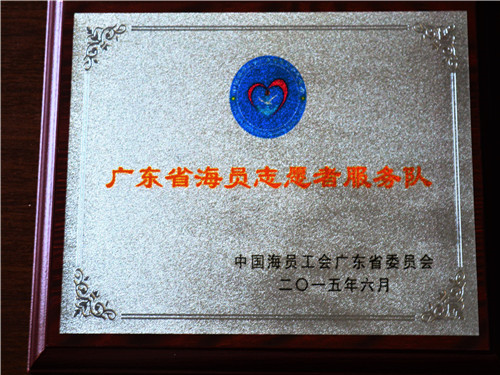 广东省海员志愿者服务队
中国海员工会广东省委员会
二〇一五年六月